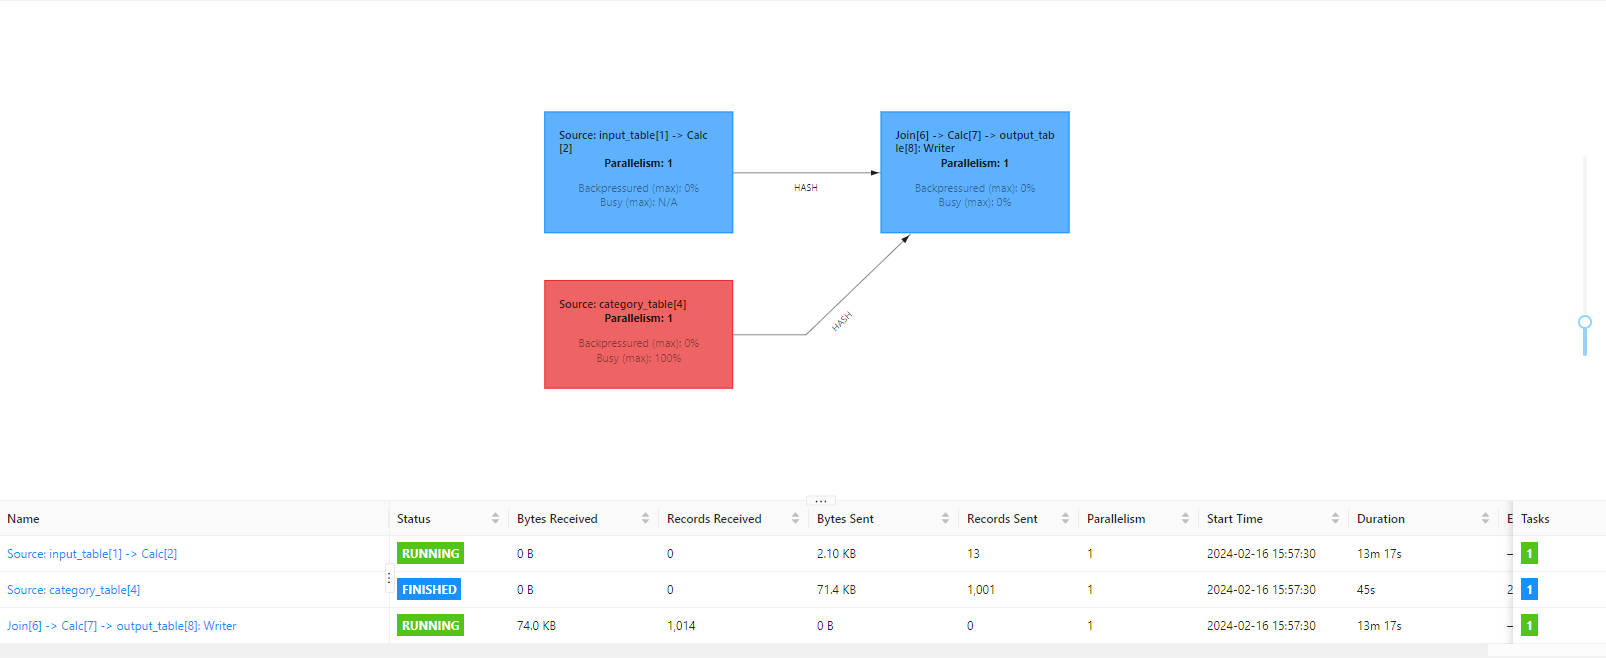 Source: input_table[1] -> Calc
[2]
Parallelism: 1
Backpressured (max): 0%
Busy (max): N/A
HASH
Join[6] -> Calc[7] -> output_tab
le[8]: Writer
Parallelism: 1
Backpressured (max): 0%
Busy (max): 0%
Source: category_table[4]
Parallelism: 1
Backpressured (max): 0%
Busy (max): 100%
HASH
Name Status Bytes Received Records Received Bytes Sent Records Sent Parallelism Start Time Duration E Tasks
Source: input_table[1] -> Calc[2] RUNNING 0 B 0 2.10 KB 13 1 2024-02-16 15:57:30 13m 17s – 1
Source: category_table[4] FINISHED 0 B 0 71.4 KB 1,001 1 2024-02-16 15:57:30 45s 2 1
Join[6] -> Calc[7] -> output_table[8]: Writer RUNNING 74.0 KB 1,014 0 B 0 1 2024-02-16 15:57:30 13m 17s – 1